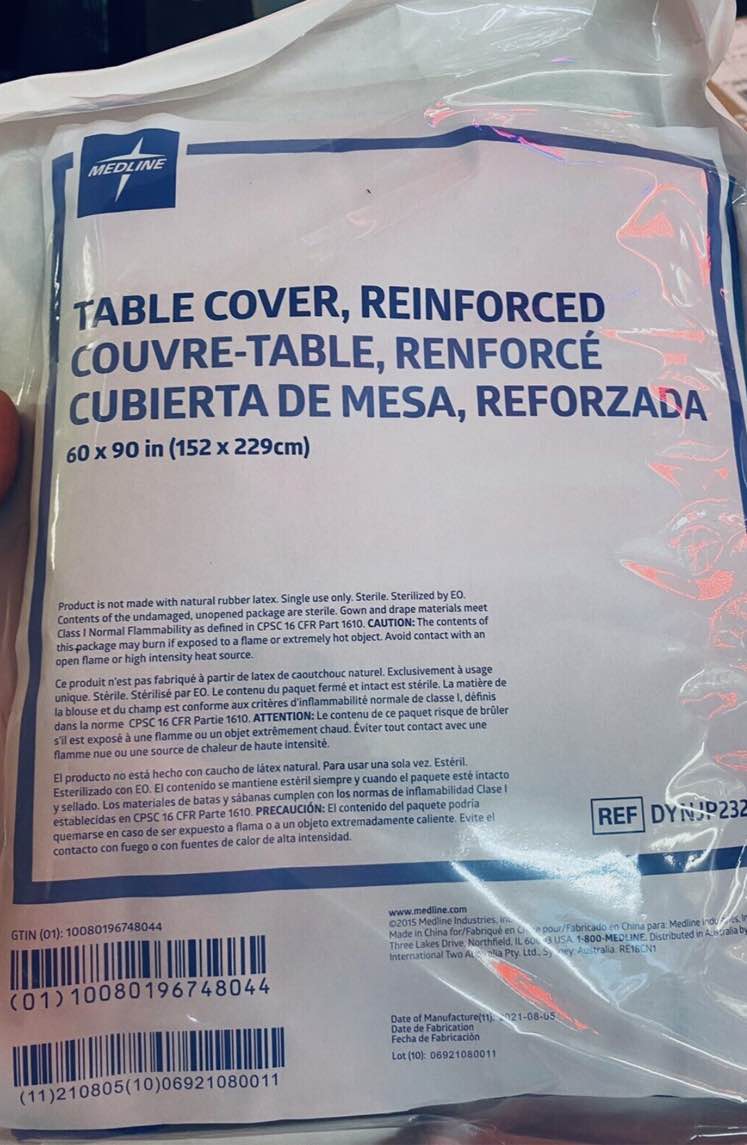 MEDLINE
TABLE COVER, REINFORCED
COUVRE-TABLE, RENFORCÉ
CUBIERTA DE MESA, REFORZADA
60 x 90 in (152 x 229cm)
Product is not made with natural rubber latex. Single use only. Sterile. Sterilized by EO.
Contents of the undamaged, unopened package are sterile. Gown and drape materials meet
Class I Normal Flammability as defined in CPSC 16 CFR Part 1610. CAUTION: The contents of
this package may burn if exposed to a flame or extremely hot object. Avoid contact with an
open flame or high intensity heat source.
Ce produit n'est pas fabriqué à partir de latex de caoutchouc naturel. Exclusivement à usage
unique. Stérile. Stérilisé par EO. Le contenu du paquet fermé et intact est stérile. La matière de
la blouse et du champ est conforme aux critères d'inflammabilité normale de classe I, définis
dans la norme CPSC 16 CFR Partie 1610. ATTENTION: Le contenu de ce paquet risque de brûler
s'il est exposé à une flamme ou un objet extrêmement chaud. Éviter tout contact avec une
flamme nue ou une source de chaleur de haute intensité.
El producto no está hecho con caucho de látex natural. Para usar una sola vez. Estéril.
Esterilizado con EO. El contenido se mantiene estéril siempre y cuando el paquete esté intacto
y sellado. Los materiales de batas y sábanas cumplen con los normas de inflamabilidad Clase I
establecidas en CPSC 16 CFR Parte 1610. PRECAUCIÓN: El contenido del paquete podría
quemarse en caso de ser expuesto a flama o a un objeto extremadamente caliente. Evite el
contacto con fuego o con fuentes de calor de alta intensidad.
REF DYNJP232
GTIN (01): 10080196748044
(01)10080196748044
(11)210805(10)06921080011
www.medline.com
©2015 Medline Industries,
Made in China for/Fabriqué en pour/Fabricado en China para: Medline
Three Lakes Drive, Northfield, IL USA. 1-800-MEDLINE. Distributed in Australia by
International Two Pty. Ltd., Australia. RE16CN1
Date of Manufacture(11): 2021-08-05
Date de Fabrication
Fecha de Fabricación
Lot (10): 06921080011